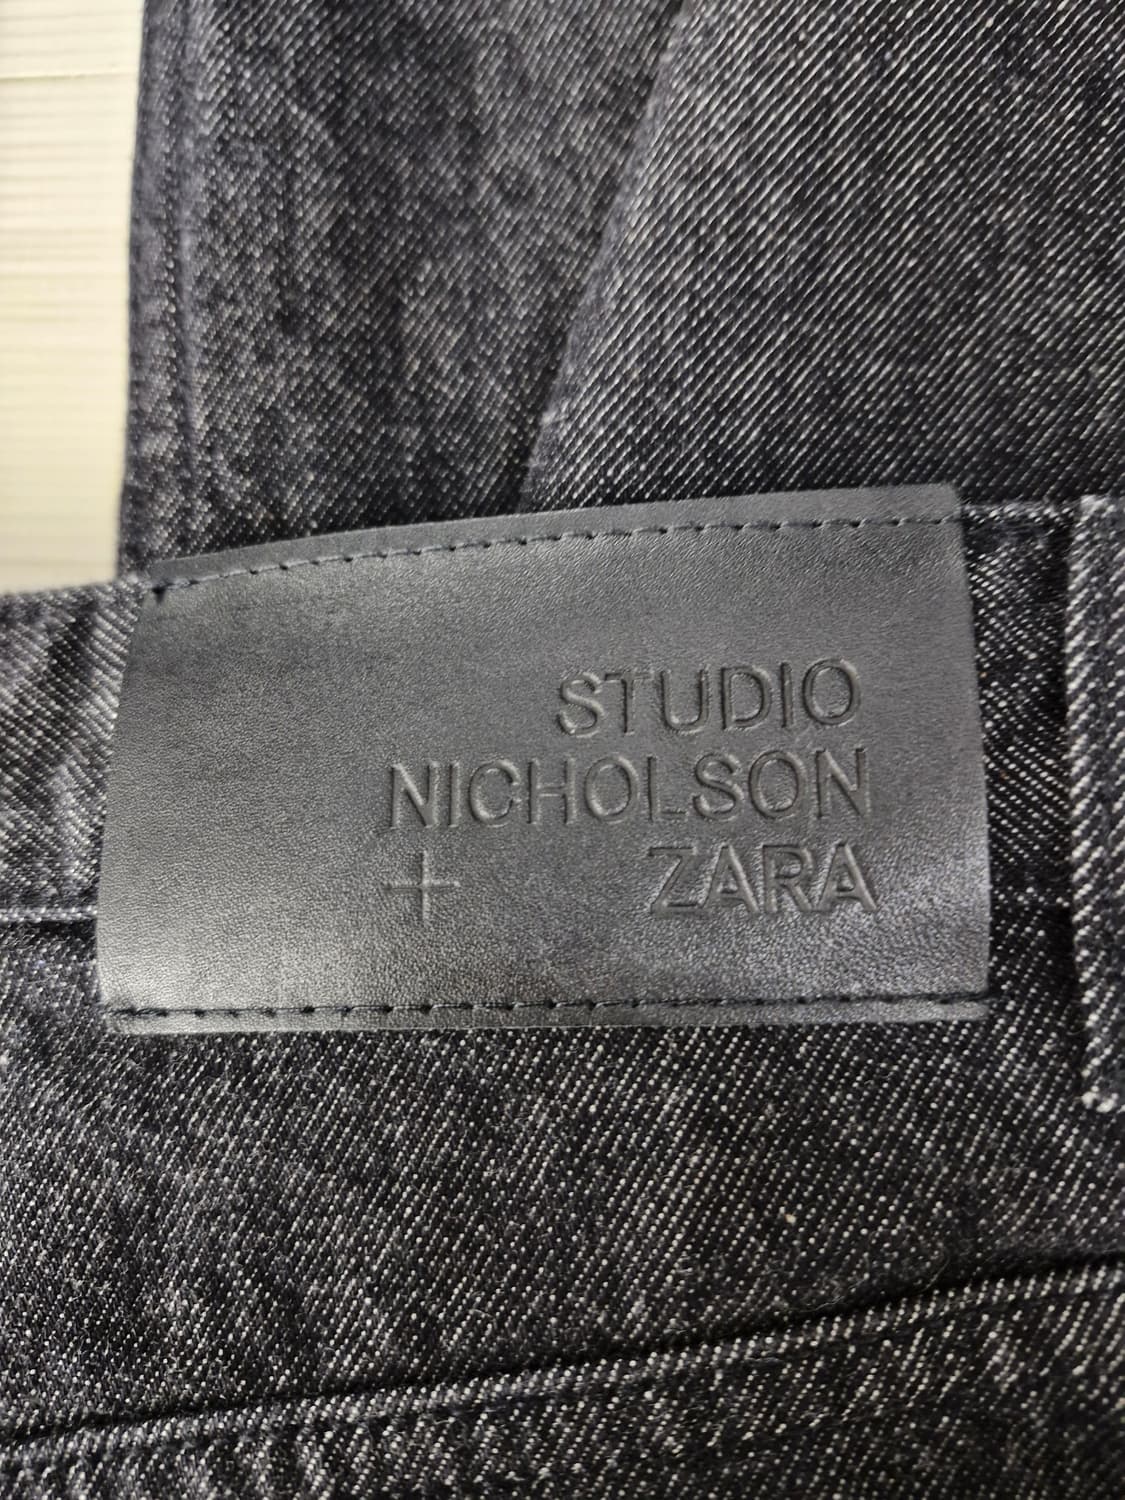 STUDIO
NICHOLSON
+ ZARA